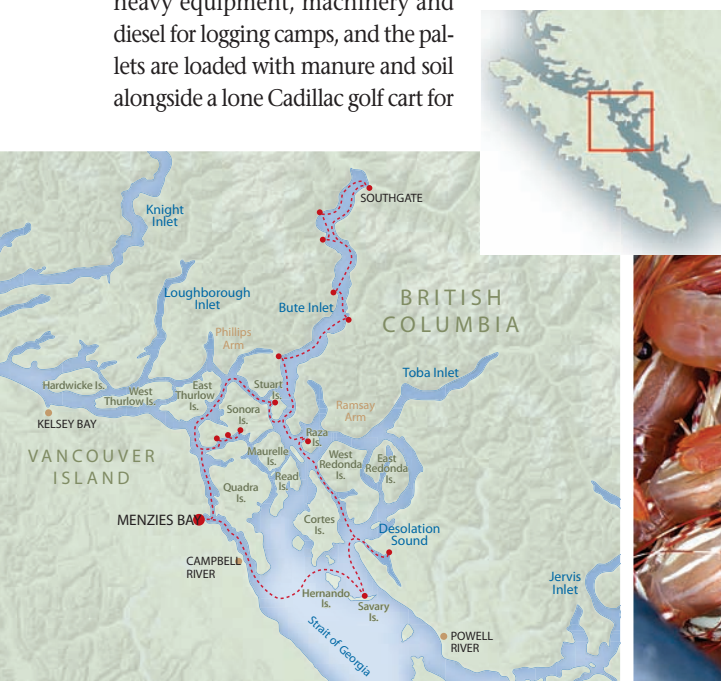 heavy equipment, machinery and
diesel for logging camps, and the pal-
lets are loaded with manure and soil
alongside a lone Cadillac golf cart for
SOUTHGATE
Knight
Inlet
Loughborough
Inlet
Bute Inlet
BRITISH
COLUMBIA
Phillips
Arm
Toba Inlet
Hardwicke Is.
West
Thurlow Is.
East
Thurlow
Is.
Stuart
Is.
Sonora
Is.
Ramsay
Arm
KELSEY BAY
VANCOUVER
ISLAND
Raza
Is.
Maurelle
Is.
West
Redonda
Is.
East
Redonda
Is.
Read
Is.
Quadra
Is.
MENZIES BAY
Cortes
Is.
Desolation
Sound
CAMPBELL
RIVER
Jervis
Inlet
Hernando
Is.
Savary
Is.
Strait of Georgia
POWELL
RIVER